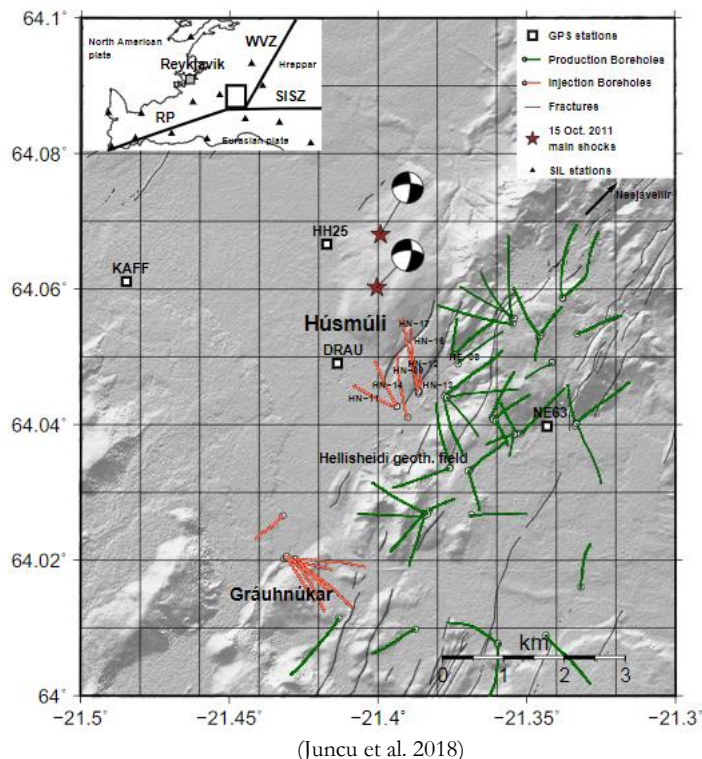 64.1°
64.08°
64.06°
64.04°
64.02°
64°
−21.5°
−21.45°
−21.4°
−21.35°
−21.3°
North American
plate
WVZ
Reykjavik
Hreppar
SISZ
RP
Eurasian plate
GPS stations
Production Boreholes
Injection Boreholes
Fractures
15 Oct. 2011
main shocks
SIL stations
Nesjavellir
HH25
KAFF
Húsmúli
HN-17
HN-16
DRAU
HN-12
HE-08
HN-09
HN-14
HN-13
HN-11
NE63
Hellisheidi geoth. field
Gráuhnúkar
km
0 1 2 3
(Juncu et al. 2018)